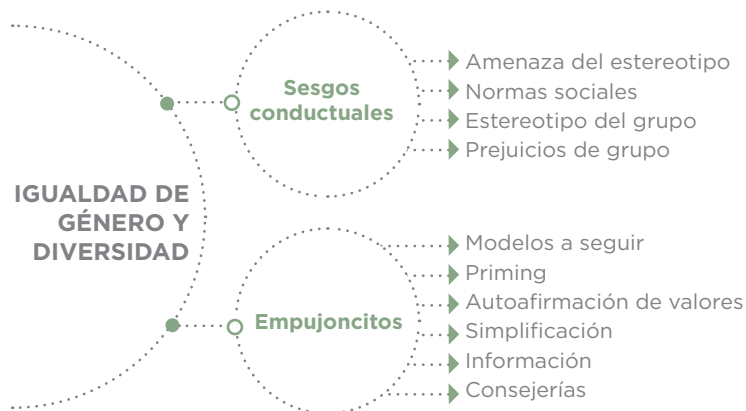 IGUALDAD DE
GÉNERO Y
DIVERSIDAD
Sesgos
conductuales
Amenaza del estereotipo
Normas sociales
Estereotipo del grupo
Prejuicios de grupo
Empujoncitos
Modelos a seguir
Priming
Autoafirmación de valores
Simplificación
Información
Consejerías